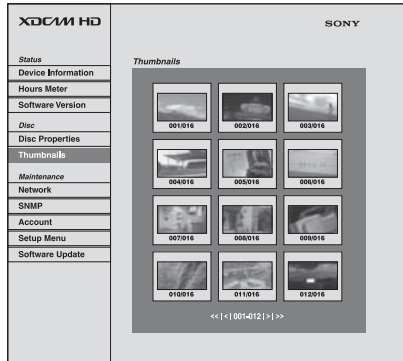 XDCAM HD
SONY
Status
Device Information
Hours Meter
Software Version
Disc
Disc Properties
Thumbnails
Maintenance
Network
SNMP
Account
Setup Menu
Software Update
Thumbnails
001/016
002/016
003/016
004/016
005/016
006/016
007/016
008/016
009/016
010/016
011/016
012/016
<< | < | 001-012 | > | >>